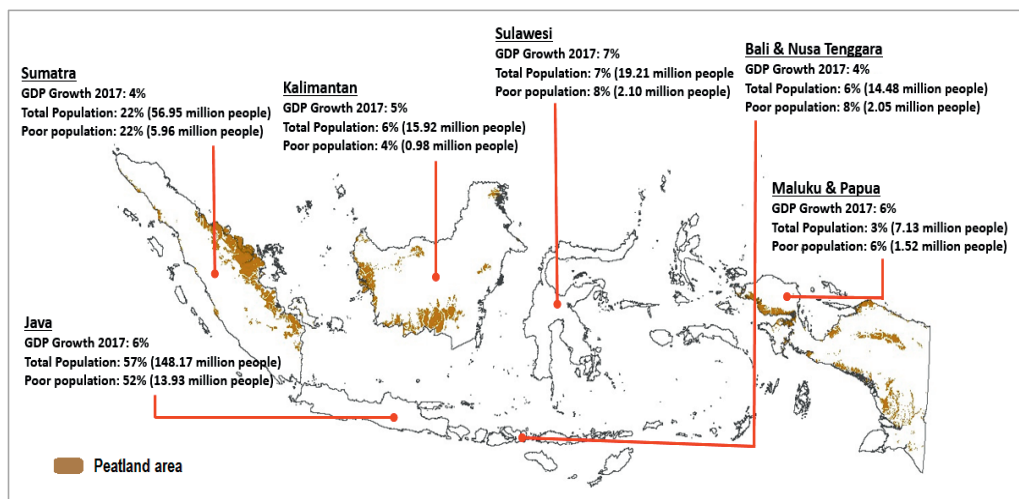 Sumatra
GDP Growth 2017: 4%
Total Population: 22% (56.95 million people)
Poor population: 22% (5.96 million people)
Kalimantan
GDP Growth 2017: 5%
Total Population: 6% (15.92 million people)
Poor population: 4% (0.98 million people)
Sulawesi
GDP Growth 2017: 7%
Total Population: 7% (19.21 million people
Poor population: 8% (2.10 million people)
Bali & Nusa Tenggara
GDP Growth 2017: 4%
Total Population: 6% (14.48 million people)
Poor population: 8% (2.05 million people)
Maluku & Papua
GDP Growth 2017: 6%
Total Population: 3% (7.13 million people)
Poor population: 6% (1.52 million people)
Java
GDP Growth 2017: 6%
Total Population: 57% (148.17 million people)
Poor population: 52% (13.93 million people)
Peatland area